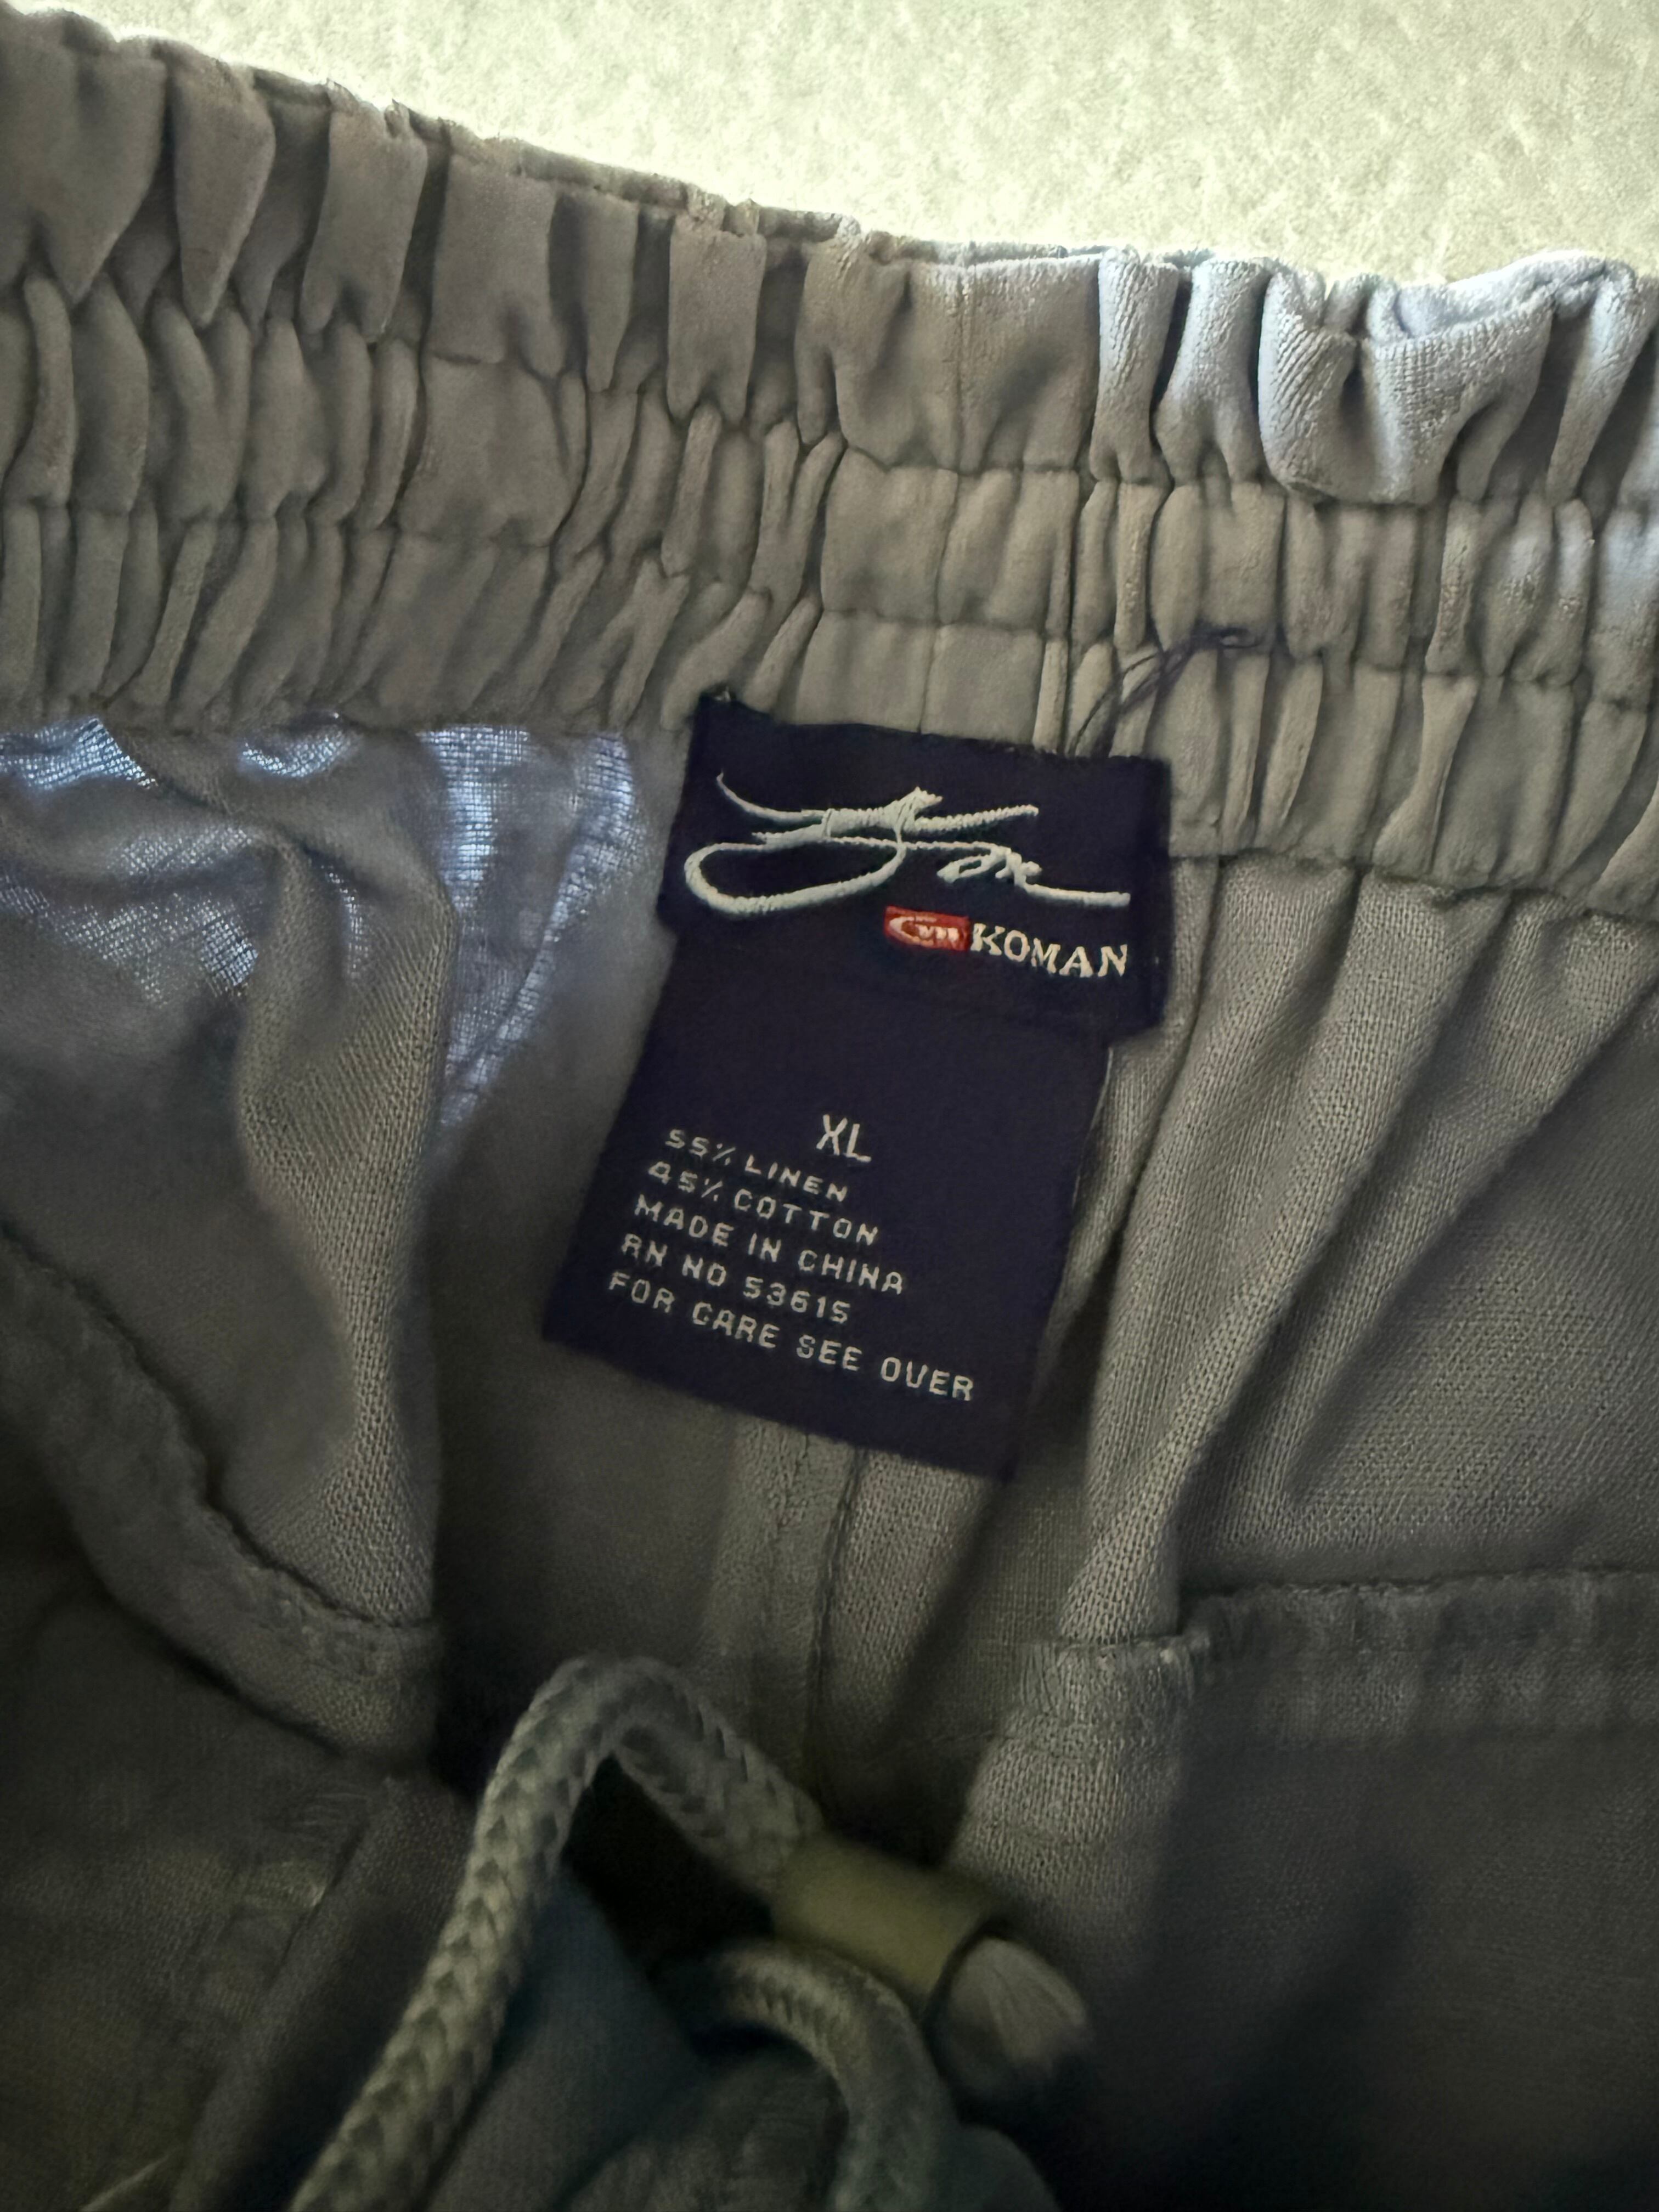 KOMAN
XL
55% LINEN
45% COTTON
MADE IN CHINA
RN NO 53615
FOR CARE SEE OVER